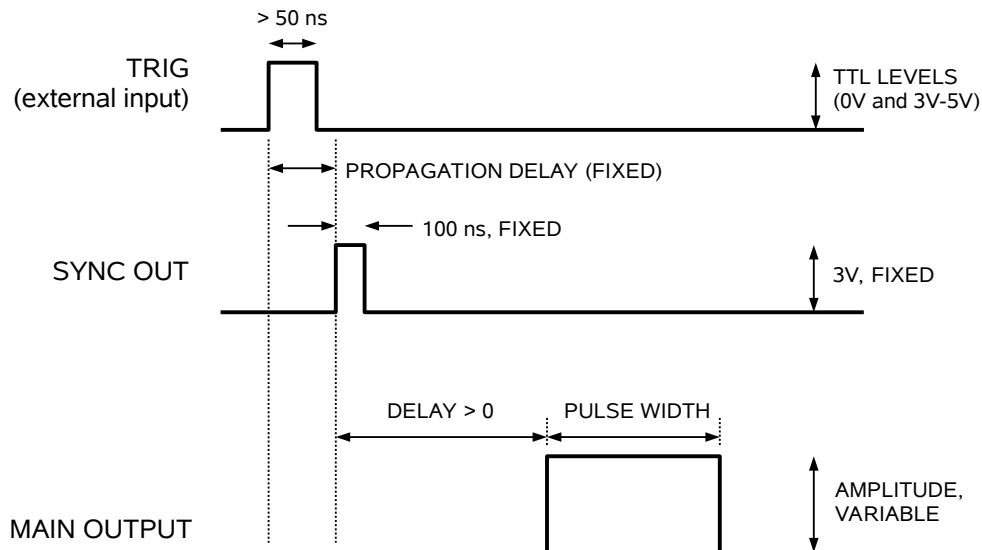 > 50 ns
TRIG
(external input)
TTL LEVELS
(0V and 3V-5V)
PROPAGATION DELAY (FIXED)
100 ns, FIXED
SYNC OUT
3V, FIXED
DELAY > 0
PULSE WIDTH
AMPLITUDE,
VARIABLE
MAIN OUTPUT